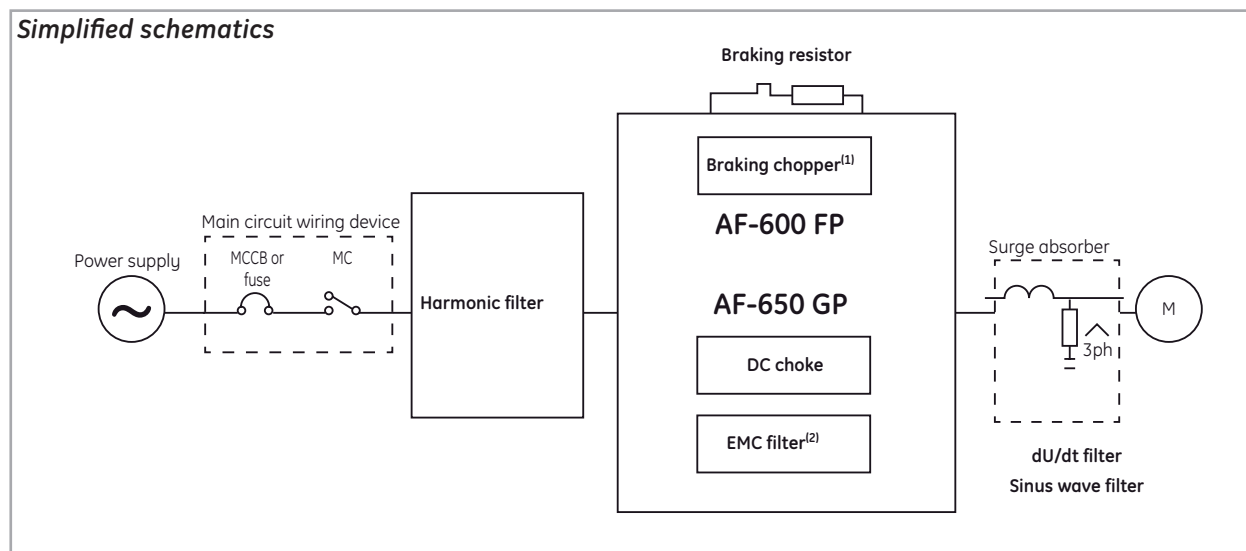 Simplified schematics
Braking resistor
Braking chopper(1)
AF-600 FP
Main circuit wiring device
Power supply
MCCB or
fuse
MC
Harmonic filter
AF-650 GP
Surge absorber
M
3ph
DC choke
EMC filter(2)
dU/dt filter
Sinus wave filter